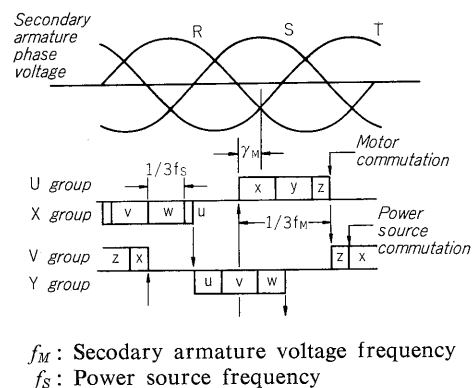 Secondary
armature
phase
voltage
R S T
γM
Motor
commutation
1/3fS
U group x y z
X group v w u
1/3fM
Power
source
commutation
V group z x z x
Y group u v w
fM : Secodary armature voltage frequency
fS : Power source frequency